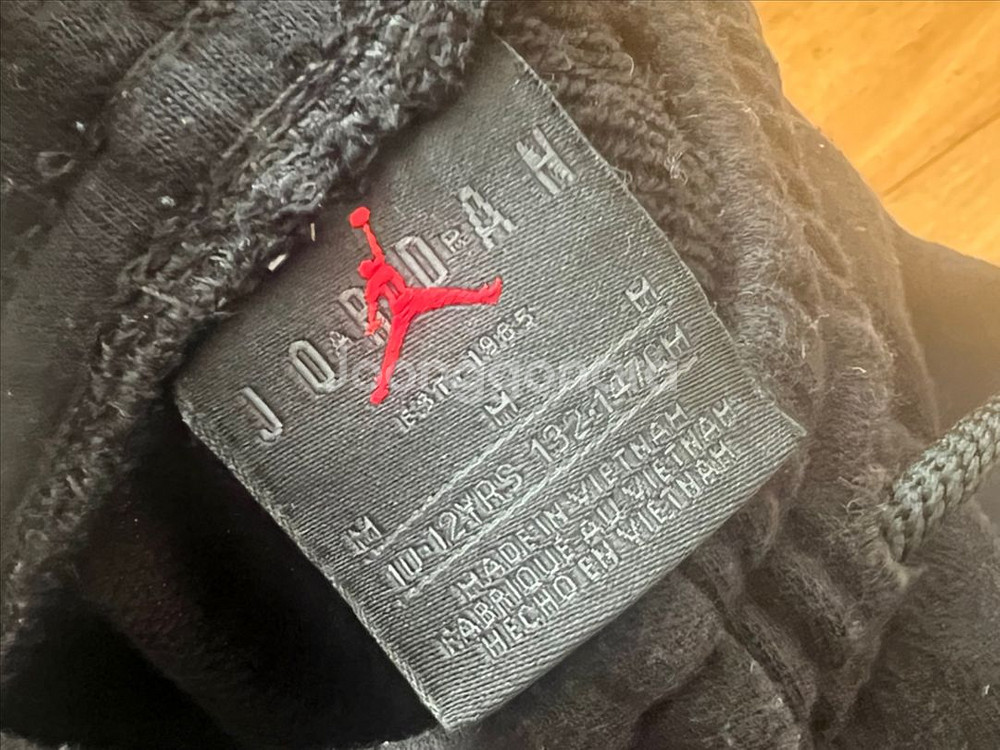 JORDAN
EST. 1985
M M M
10-12YRS 132-147CM
MADE IN VIETNAM
FABRIQUE AU VIETNAM
HECHO EN VIETNAM